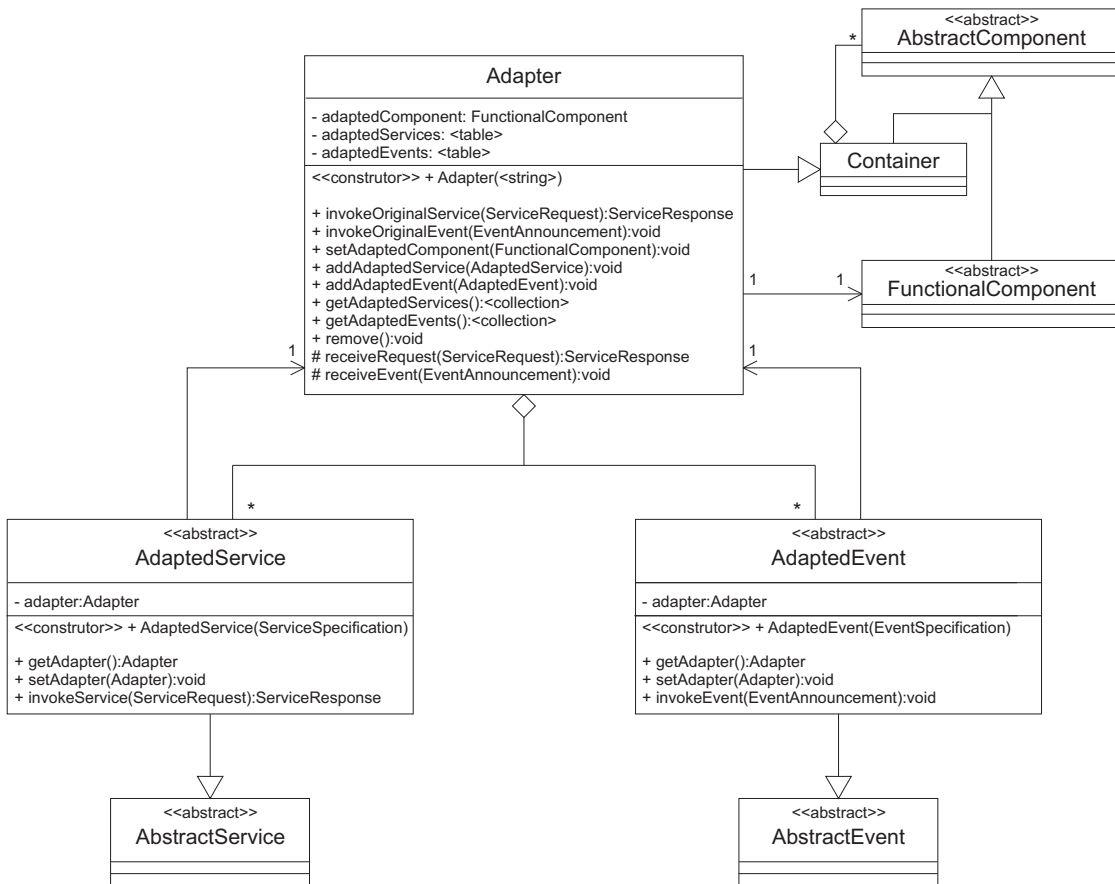 <<abstract>>
AbstractComponent
*
Adapter
- adaptedComponent: FunctionalComponent
- adaptedServices: <table>
- adaptedEvents: <table>
<<construtor>> + Adapter(<string>)
+ invokeOriginalService(ServiceRequest):ServiceResponse
+ invokeOriginalEvent(EventAnnouncement):void
+ setAdaptedComponent(FunctionalComponent):void
+ addAdaptedService(AdaptedService):void
+ addAdaptedEvent(AdaptedEvent):void
+ getAdaptedServices():<collection>
+ getAdaptedEvents():<collection>
+ remove():void
# receiveRequest(ServiceRequest):ServiceResponse
# receiveEvent(EventAnnouncement):void
Container
1 1
<<abstract>>
FunctionalComponent
1
1
*
*
<<abstract>>
AdaptedService
- adapter:Adapter
<<construtor>> + AdaptedService(ServiceSpecification)
+ getAdapter():Adapter
+ setAdapter(Adapter):void
+ invokeService(ServiceRequest):ServiceResponse
<<abstract>>
AdaptedEvent
- adapter:Adapter
<<construtor>> + AdaptedEvent(EventSpecification)
+ getAdapter():Adapter
+ setAdapter(Adapter):void
+ invokeEvent(EventAnnouncement):void
<<abstract>>
AbstractService
<<abstract>>
AbstractEvent